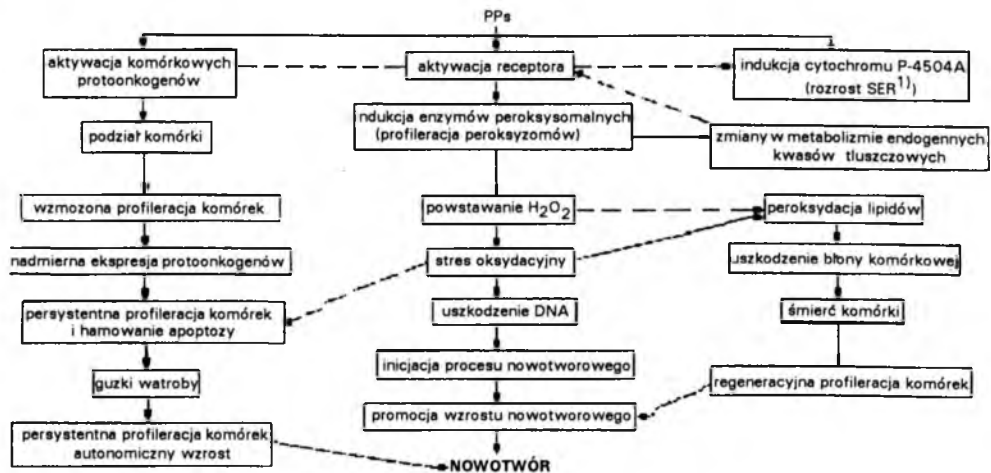 PPs
aktywacja komórkowych
protoonkogenów
aktywacja receptora
indukcja cytochromu P-4504A
(rozrost SER1))
podział komórki
ndukcja enzymów peroksysomalnych
(profileracja peroksyzomów)
zmiany w metabolizmie endogennych
kwasów tłuszczowych
wzmozona profileracja komórek
powstawanie H2O2
peroksydacja lipidów
nadmierna ekspresja protoonkogenów
stres oksydacyjny
uszkodzenie błony komórkowej
persystentna profileracja komórek
i hamowanie apoptozy
uszkodzenie DNA
śmierć komórki
inicjacja procesu nowotworowego
guzki watroby
regeneracyjna profileracja komórek
promocja wzrostu nowotworowego
persystentna profileracja komórek
autonomiczny wzrost
NOWOTWÓR